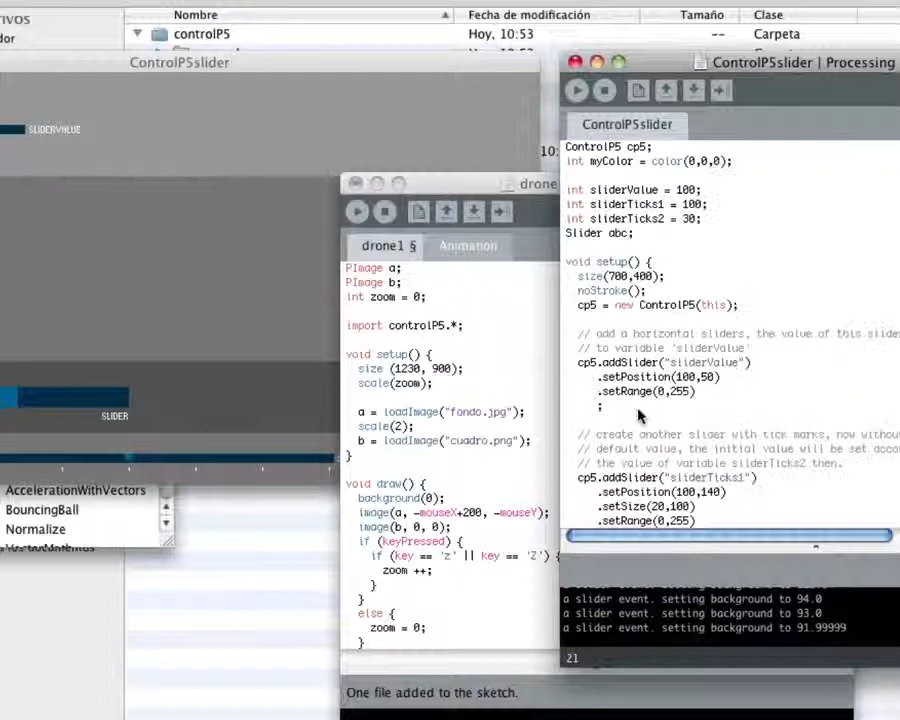 Nombre Fecha de modificación Tamaño Clase
controlP5 Hoy, 10:53 -- Carpeta
ControlP5slider
SLIDERVALUE
SLIDER
AccelerationWithVectors
BouncingBall
Normalize
drone
drone1 § Animation
PImage a;
PImage b;
int zoom = 0;
import controlP5.*;
void setup() {
size (1230, 900);
scale(zoom);
a = loadImage("fondo.jpg");
scale(2);
b = loadImage("cuadro.png");
}
void draw() {
background(0);
image(a, -mouseX+200, -mouseY);
image(b, 0, 0);
if (keyPressed) {
if (key == 'z' || key == 'Z') {
zoom ++;
}
}
else {
zoom = 0;
}
One file added to the sketch.
ControlP5slider | Processing
ControlP5slider
ControlP5 cp5;
int myColor = color(0,0,0);
int sliderValue = 100;
int sliderTicks1 = 100;
int sliderTicks2 = 30;
Slider abc;
void setup() {
size(700,400);
noStroke();
cp5 = new ControlP5(this);
// add a horizontal sliders, the value of this slider
// to variable 'sliderValue'
cp5.addSlider("sliderValue")
.setPosition(100,50)
.setRange(0,255)
;
// create another slider with tick marks, now without
// default value, the initial value will be set acco
// the value of variable sliderTicks2 then.
cp5.addSlider("sliderTicks1")
.setPosition(100,140)
.setSize(20,100)
.setRange(0,255)
a slider event. setting background to 94.0
a slider event. setting background to 93.0
a slider event. setting background to 91.99999
21